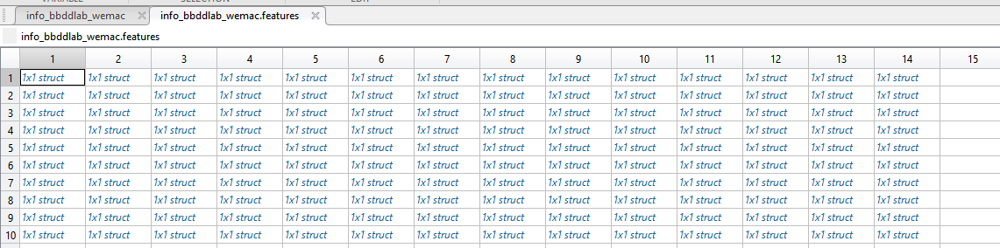 VARIABLE SELECTION EDIT
info_bbddlab_wemac info_bbddlab_wemac.features
info_bbddlab_wemac.features
1 2 3 4 5 6 7 8 9 10 11 12 13 14 15
1 1x1 struct 1x1 struct 1x1 struct 1x1 struct 1x1 struct 1x1 struct 1x1 struct 1x1 struct 1x1 struct 1x1 struct 1x1 struct 1x1 struct 1x1 struct 1x1 struct
2 1x1 struct 1x1 struct 1x1 struct 1x1 struct 1x1 struct 1x1 struct 1x1 struct 1x1 struct 1x1 struct 1x1 struct 1x1 struct 1x1 struct 1x1 struct 1x1 struct
3 1x1 struct 1x1 struct 1x1 struct 1x1 struct 1x1 struct 1x1 struct 1x1 struct 1x1 struct 1x1 struct 1x1 struct 1x1 struct 1x1 struct 1x1 struct 1x1 struct
4 1x1 struct 1x1 struct 1x1 struct 1x1 struct 1x1 struct 1x1 struct 1x1 struct 1x1 struct 1x1 struct 1x1 struct 1x1 struct 1x1 struct 1x1 struct 1x1 struct
5 1x1 struct 1x1 struct 1x1 struct 1x1 struct 1x1 struct 1x1 struct 1x1 struct 1x1 struct 1x1 struct 1x1 struct 1x1 struct 1x1 struct 1x1 struct 1x1 struct
6 1x1 struct 1x1 struct 1x1 struct 1x1 struct 1x1 struct 1x1 struct 1x1 struct 1x1 struct 1x1 struct 1x1 struct 1x1 struct 1x1 struct 1x1 struct 1x1 struct
7 1x1 struct 1x1 struct 1x1 struct 1x1 struct 1x1 struct 1x1 struct 1x1 struct 1x1 struct 1x1 struct 1x1 struct 1x1 struct 1x1 struct 1x1 struct 1x1 struct
8 1x1 struct 1x1 struct 1x1 struct 1x1 struct 1x1 struct 1x1 struct 1x1 struct 1x1 struct 1x1 struct 1x1 struct 1x1 struct 1x1 struct 1x1 struct 1x1 struct
9 1x1 struct 1x1 struct 1x1 struct 1x1 struct 1x1 struct 1x1 struct 1x1 struct 1x1 struct 1x1 struct 1x1 struct 1x1 struct 1x1 struct 1x1 struct 1x1 struct
10 1x1 struct 1x1 struct 1x1 struct 1x1 struct 1x1 struct 1x1 struct 1x1 struct 1x1 struct 1x1 struct 1x1 struct 1x1 struct 1x1 struct 1x1 struct 1x1 struct